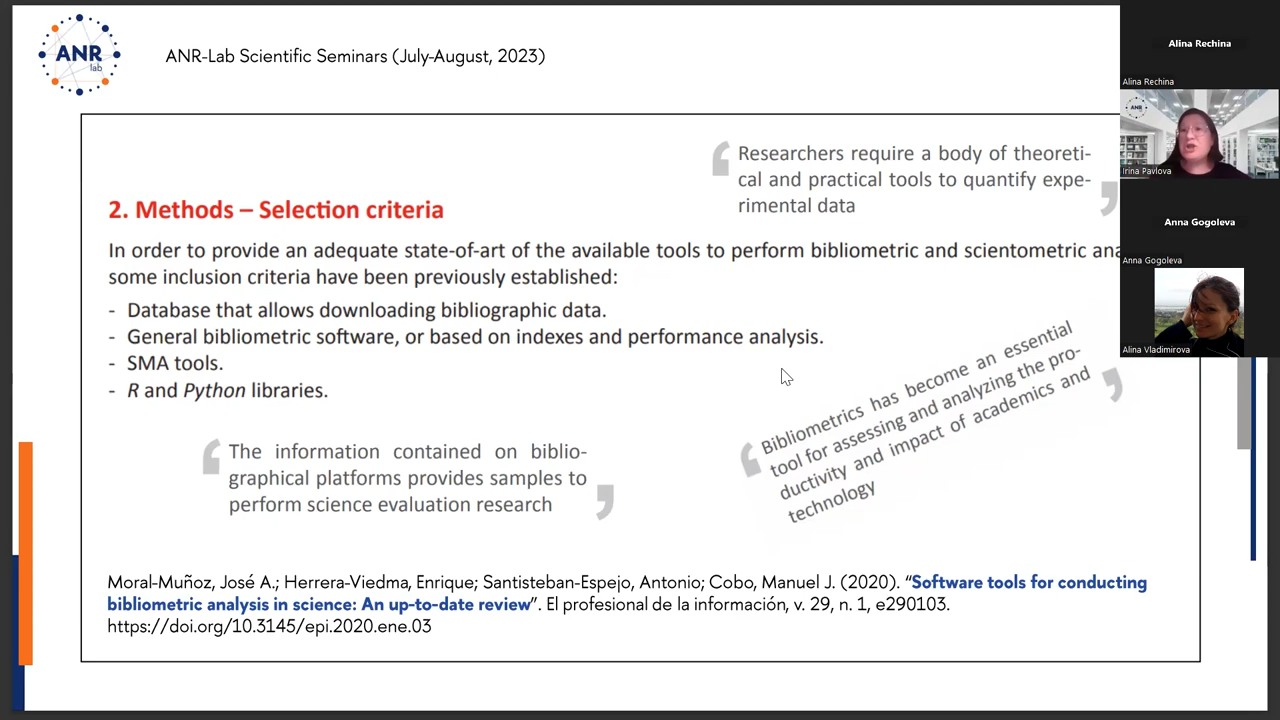 ANR
lab
ANR-Lab Scientific Seminars (July-August, 2023)
Researchers require a body of theoreti-
cal and practical tools to quantify expe-
rimental data
2. Methods – Selection criteria
In order to provide an adequate state-of-art of the available tools to perform bibliometric and scientometric ana
some inclusion criteria have been previously established:
- Database that allows downloading bibliographic data.
- General bibliometric software, or based on indexes and performance analysis.
- SMA tools.
- R and Python libraries.
The information contained on biblio-
graphical platforms provides samples to
perform science evaluation research
Bibliometrics has become an essential
tool for assessing and analyzing the pro-
ductivity and impact of academics and
technology
Moral-Muñoz, José A.; Herrera-Viedma, Enrique; Santisteban-Espejo, Antonio; Cobo, Manuel J. (2020). “Software tools for conducting
bibliometric analysis in science: An up-to-date review”. El profesional de la información, v. 29, n. 1, e290103.
https://doi.org/10.3145/epi.2020.ene.03
Alina Rechina
Alina Rechina
ANR
Irina Pavlova
Anna Gogoleva
Anna Gogoleva
Alina Vladimirova